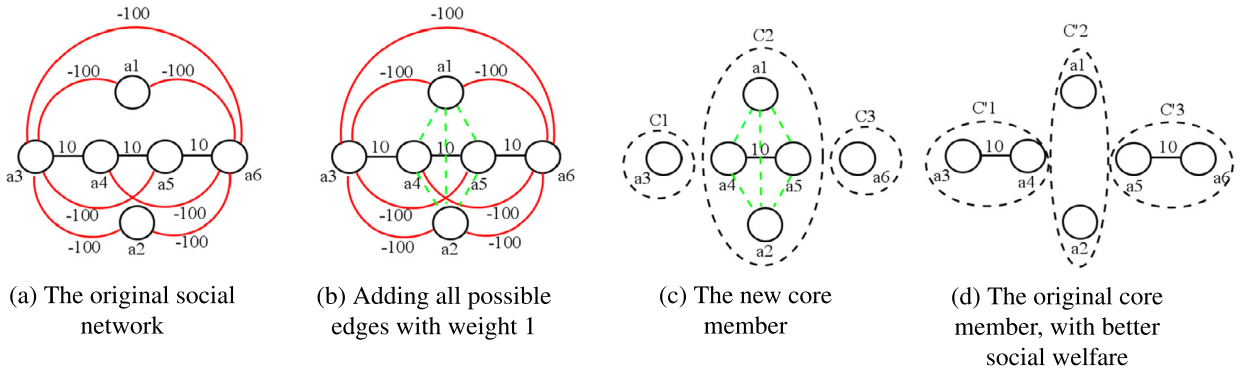 -100
-100
a1
-100
10
10
10
a3
a4
a5
a6
-100
-100
-100
a2
-100
(a) The original social
network
-100
a1
-100
-100
10
10
10
a3
a4
a5
a6
-100
-100
-100
a2
-100
(b) Adding all possible
edges with weight 1
C2
a1
C1
C3
10
a3
a4
a5
a6
a2
(c) The new core
member
C'2
a1
C'1
C'3
10
10
a3
a4
a5
a6
a2
(d) The original core
member, with better
social welfare